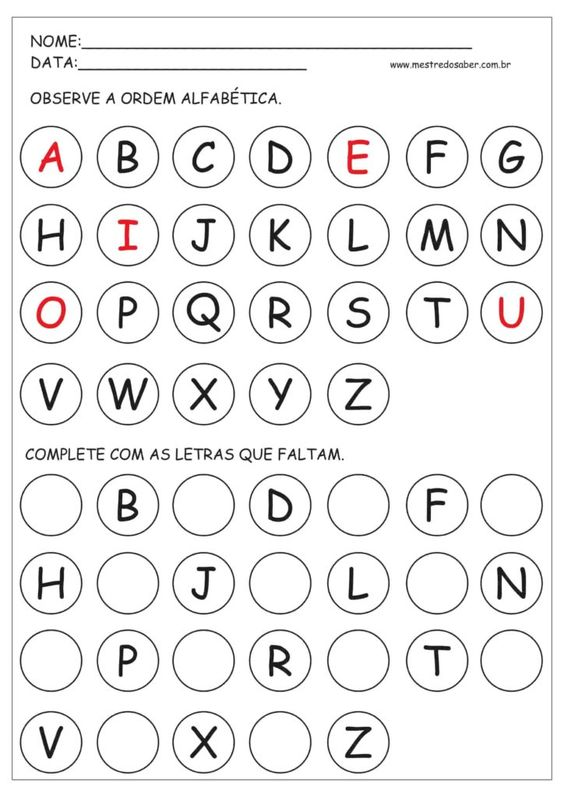 NOME:___________________________________________
DATA:_________________________ www.mestredosaber.com.br
OBSERVE A ORDEM ALFABÉTICA.
A B C D E F G
H I J K L M N
O P Q R S T U
V W X Y Z
COMPLETE COM AS LETRAS QUE FALTAM.
B D F
H J L N
P R T
V X Z